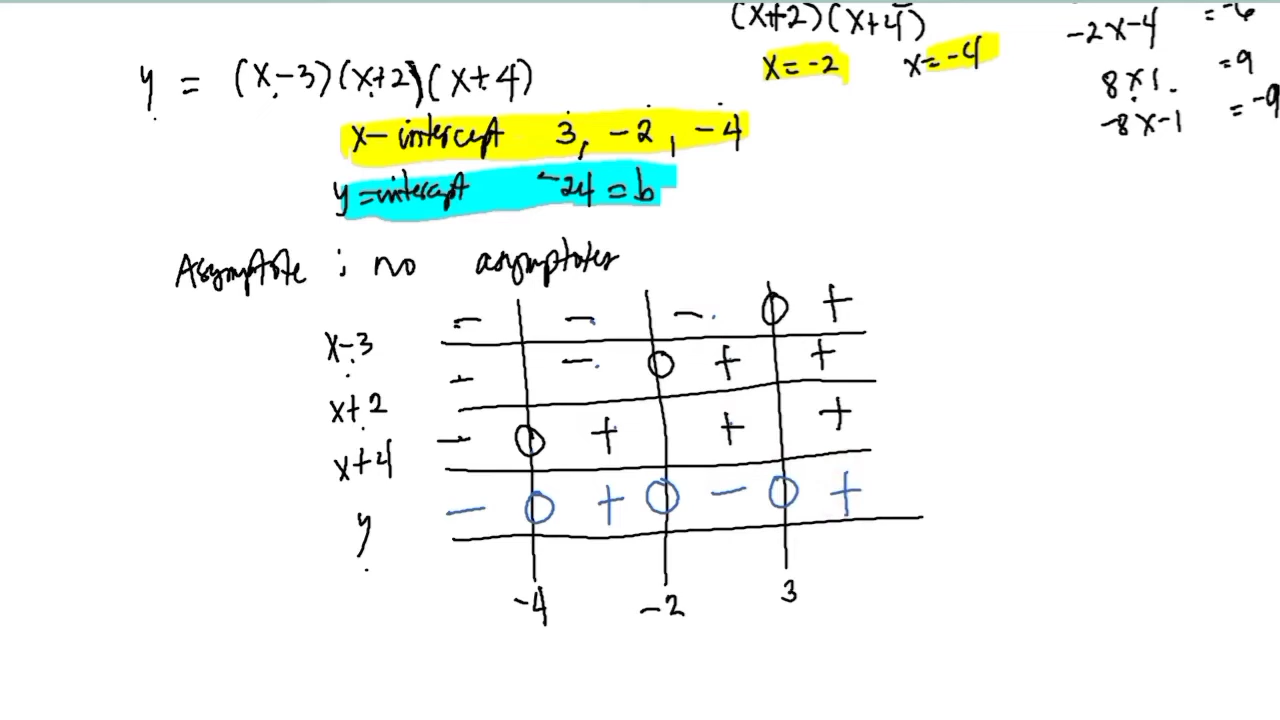 (x+2)(x+4)
x=-2 x=-4
-2x-4 =-6
8x1. =9
-8x-1 =-9
y = (x-3)(x+2)(x+4)
x-intercept 3, -2, -4
y=intercept -24=b
Asymptote : no asymptotes
x-3 - - - 0 +
x+2 - - 0 + +
x+4 - 0 + + +
y - 0 + 0 - 0 +
-4 -2 3